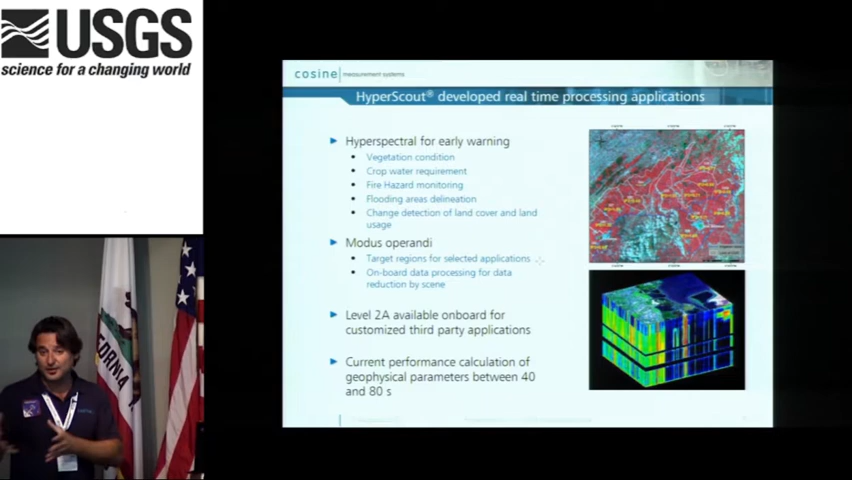 USGS
science for a changing world
cosine measurement systems
HyperScout® developed real time processing applications
Hyperspectral for early warning
Vegetation condition
Crop water requirement
Fire Hazard monitoring
Flooding areas delineation
Change detection of land cover and land
usage
Modus operandi
Target regions for selected applications
On-board data processing for data
reduction by scene
Level 2A available onboard for
customized third party applications
Current performance calculation of
geophysical parameters between 40
and 80 s